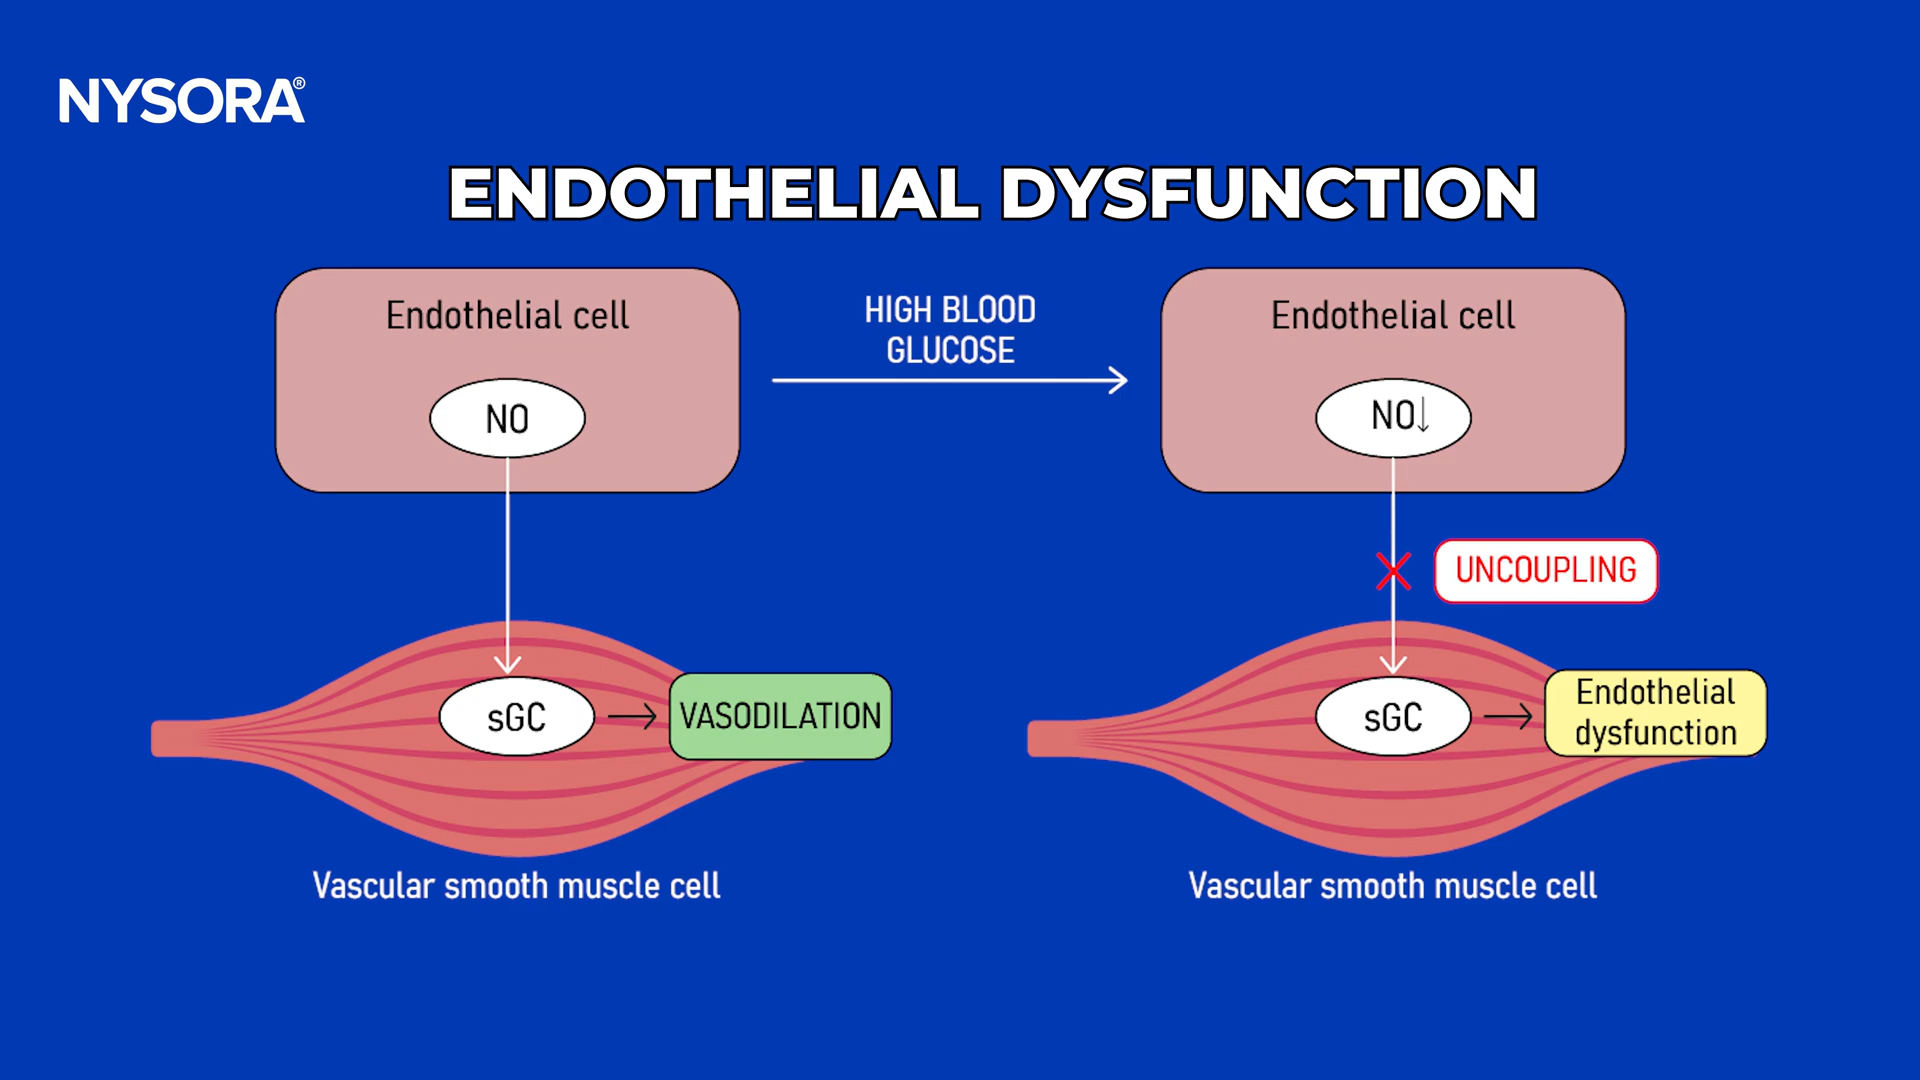 NYSORA®
ENDOTHELIAL DYSFUNCTION
Endothelial cell
NO
HIGH BLOOD
GLUCOSE
Endothelial cell
NO↓
UNCOUPLING
sGC
VASODILATION
sGC
Endothelial
dysfunction
Vascular smooth muscle cell
Vascular smooth muscle cell